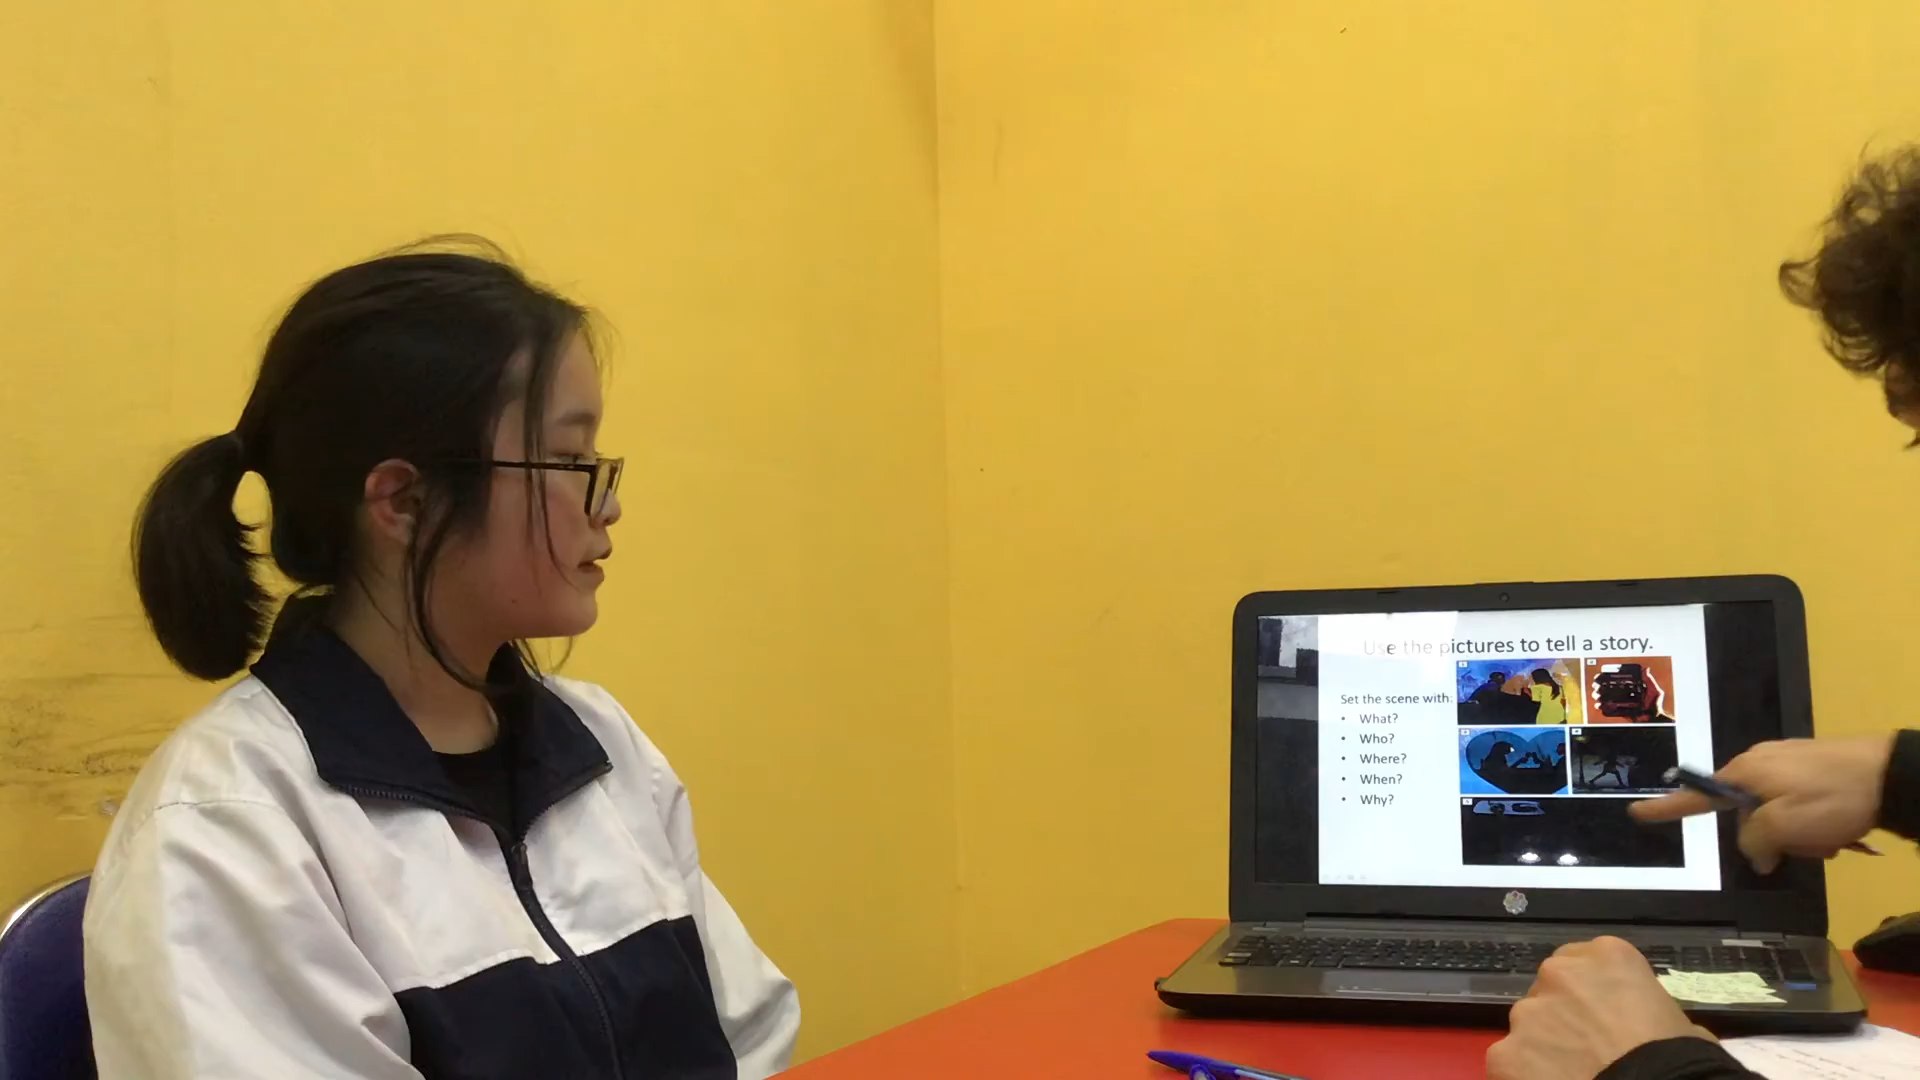 Use the pictures to tell a story.
Set the scene with:
• What?
• Who?
• Where?
• When?
• Why?